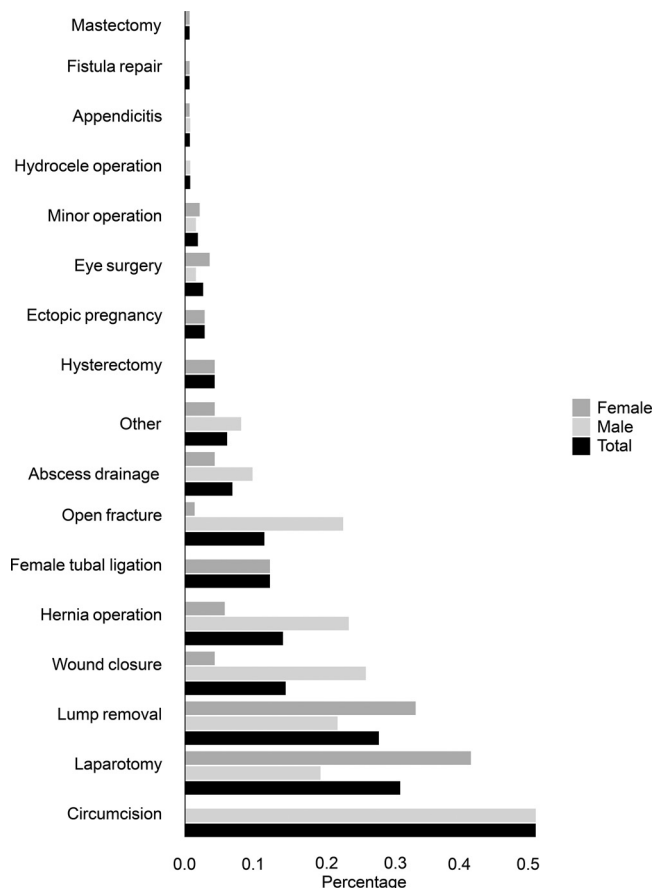 Mastectomy
Fistula repair
Appendicitis
Hydrocele operation
Minor operation
Eye surgery
Ectopic pregnancy
Hysterectomy
Other
Abscess drainage
Open fracture
Female tubal ligation
Hernia operation
Wound closure
Lump removal
Laparotomy
Circumcision
Female
Male
Total
0.0 0.1 0.2 0.3 0.4 0.5
Percentage